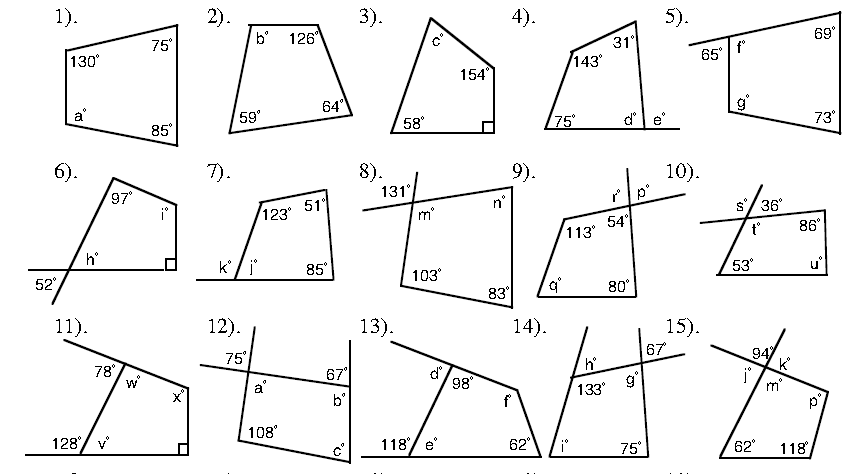 1). 2). 3). 4). 5).
75° b° 126° c° 31° 69°
130° 154° 143° 65° f°
a° 59° 64° 58° 75° d° e° g°
85° 73°
6). 7). 8). 9). 10).
97° i° 123° 51° 131° n° r° p° s° 36°
h° m° 113° 54° t° 86°
52° k° j° 85° 103° 83° q° 80° 53° u°
11). 12). 13). 14). 15).
78° w° x° 75° 67° d° 98° h° 67° 94° k°
a° b° f° 133° g° j° m° p°
128° v° 108° c° 118° e° 62° i° 75° 62° 118°